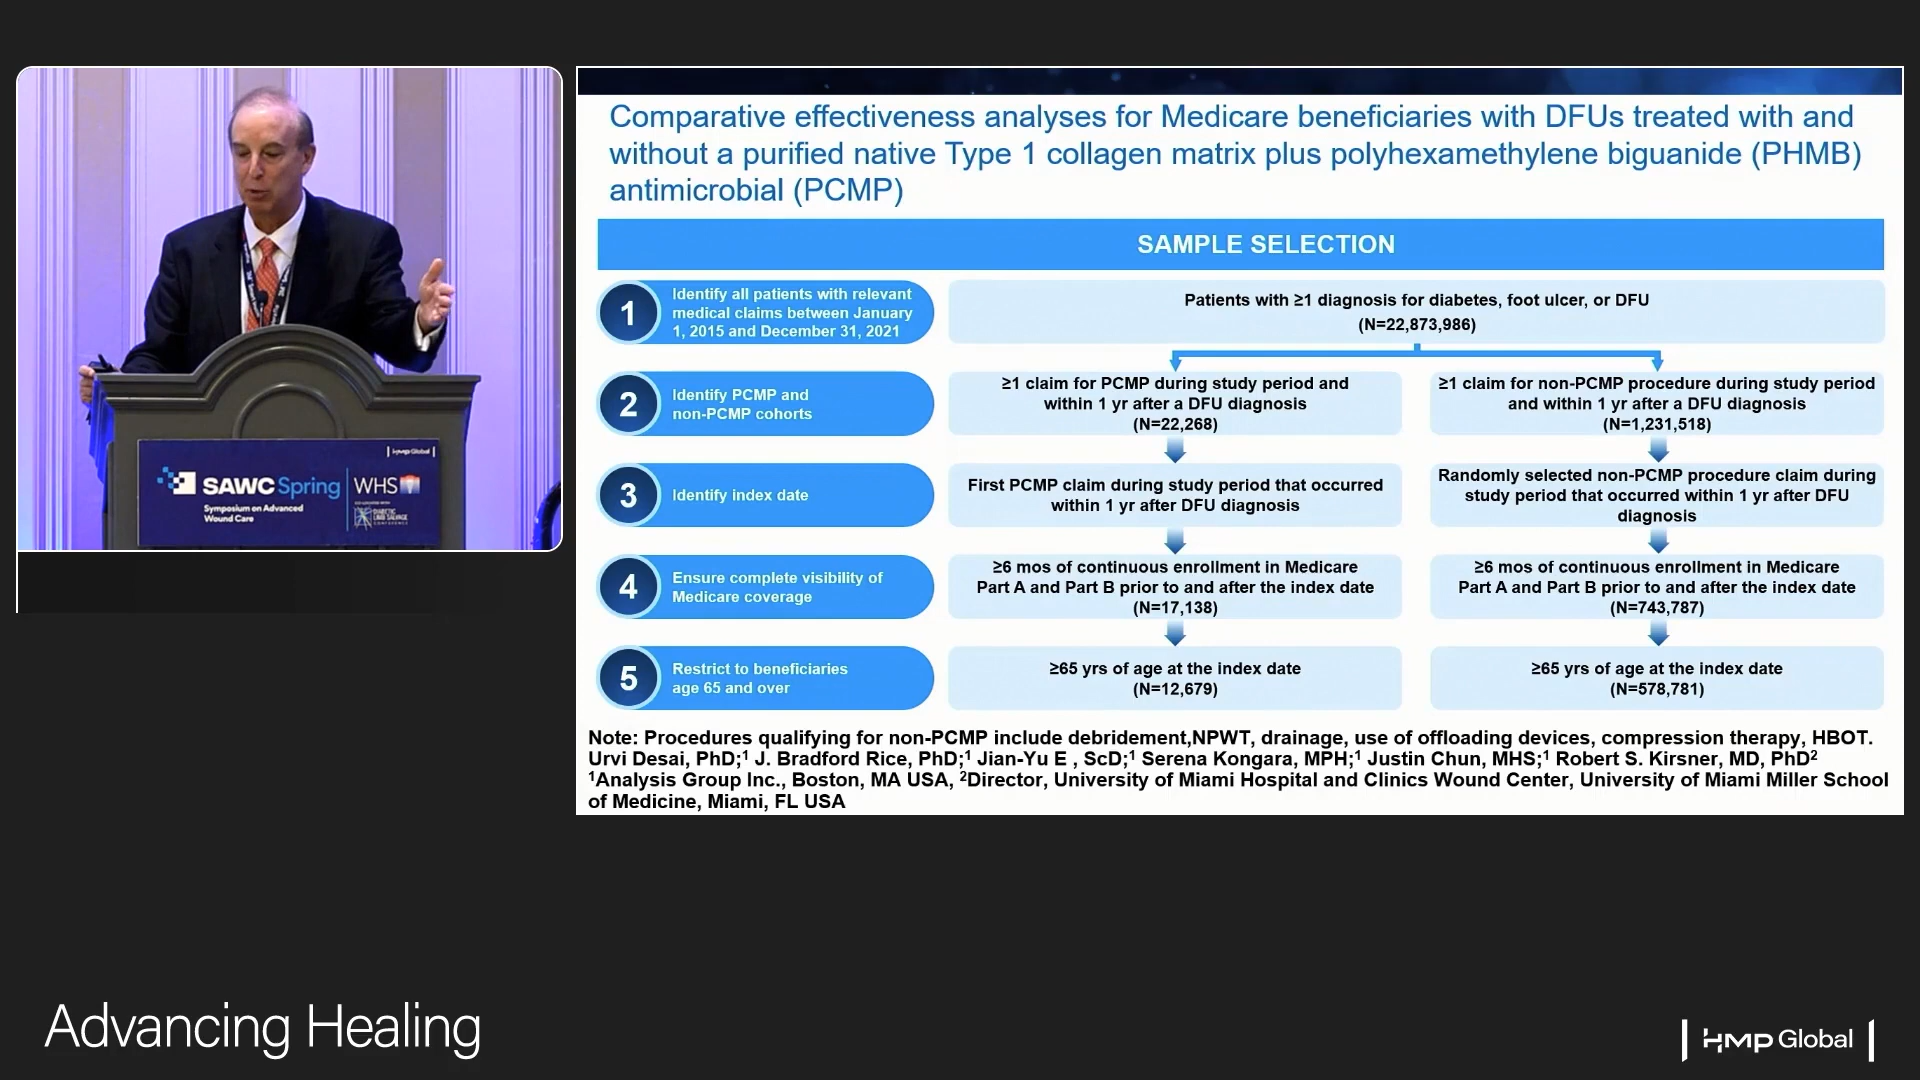 Comparative effectiveness analyses for Medicare beneficiaries with DFUs treated with and
without a purified native Type 1 collagen matrix plus polyhexamethylene biguanide (PHMB)
antimicrobial (PCMP)
SAMPLE SELECTION
1
Identify all patients with relevant
medical claims between January
1, 2015 and December 31, 2021
Patients with ≥1 diagnosis for diabetes, foot ulcer, or DFU
(N=22,873,986)
2
Identify PCMP and
non-PCMP cohorts
≥1 claim for PCMP during study period and
within 1 yr after a DFU diagnosis
(N=22,268)
≥1 claim for non-PCMP procedure during study period
and within 1 yr after a DFU diagnosis
(N=1,231,518)
3
Identify index date
First PCMP claim during study period that occurred
within 1 yr after DFU diagnosis
Randomly selected non-PCMP procedure claim during
study period that occurred within 1 yr after DFU
diagnosis
4
Ensure complete visibility of
Medicare coverage
≥6 mos of continuous enrollment in Medicare
Part A and Part B prior to and after the index date
(N=17,138)
≥6 mos of continuous enrollment in Medicare
Part A and Part B prior to and after the index date
(N=743,787)
5
Restrict to beneficiaries
age 65 and over
≥65 yrs of age at the index date
(N=12,679)
≥65 yrs of age at the index date
(N=578,781)
Note: Procedures qualifying for non-PCMP include debridement,NPWT, drainage, use of offloading devices, compression therapy, HBOT.
Urvi Desai, PhD;¹ J. Bradford Rice, PhD;¹ Jian-Yu E , ScD;¹ Serena Kongara, MPH;¹ Justin Chun, MHS;¹ Robert S. Kirsner, MD, PhD²
¹Analysis Group Inc., Boston, MA USA, ²Director, University of Miami Hospital and Clinics Wound Center, University of Miami Miller School
of Medicine, Miami, FL USA
HMP Global
SAWC Spring
Symposium on Advanced
Wound Care
WHS
DIABETIC
LIMB SALVAGE
CONFERENCE
Advancing Healing
HMP Global